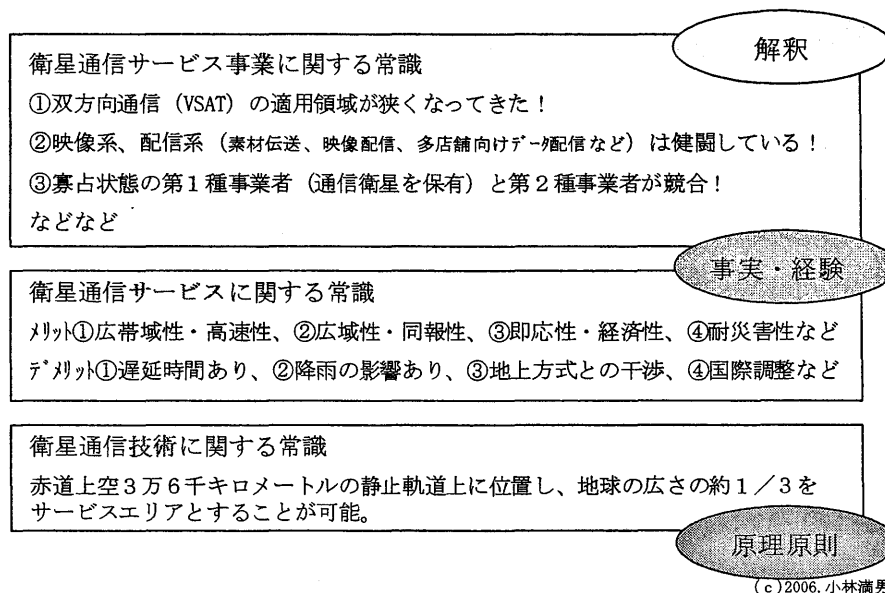 解釈
衛星通信サービス事業に関する常識
①双方向通信（VSAT）の適用領域が狭くなってきた！
②映像系、配信系（素材伝送、映像配信、多店舗向けデータ配信など）は健闘している！
③寡占状態の第１種事業者（通信衛星を保有）と第２種事業者が競合！
などなど
事実・経験
衛星通信サービスに関する常識
メリット①広帯域性・高速性、②広域性・同報性、③即応性・経済性、④耐災害性など
デメリット①遅延時間あり、②降雨の影響あり、③地上方式との干渉、④国際調整など
衛星通信技術に関する常識
赤道上空３万６千キロメートルの静止軌道上に位置し、地球の広さの約１／３を
サービスエリアとすることが可能。
原理原則
(c)2006.小林満男